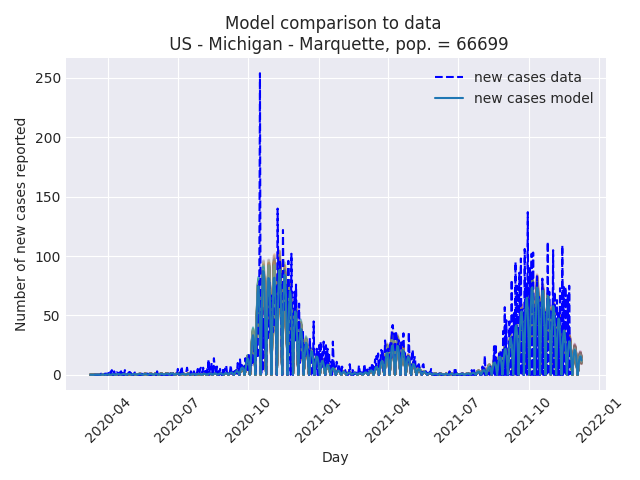 Model comparison to data
US - Michigan - Marquette, pop. = 66699
new cases data
new cases model
Number of new cases reported
250
200
150
100
50
0
2020-04
2020-07
2020-10
2021-01
2021-04
2021-07
2021-10
2022-01
Day